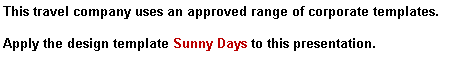 This travel company uses an approved range of corporate templates.
Apply the design template Sunny Days to this presentation.